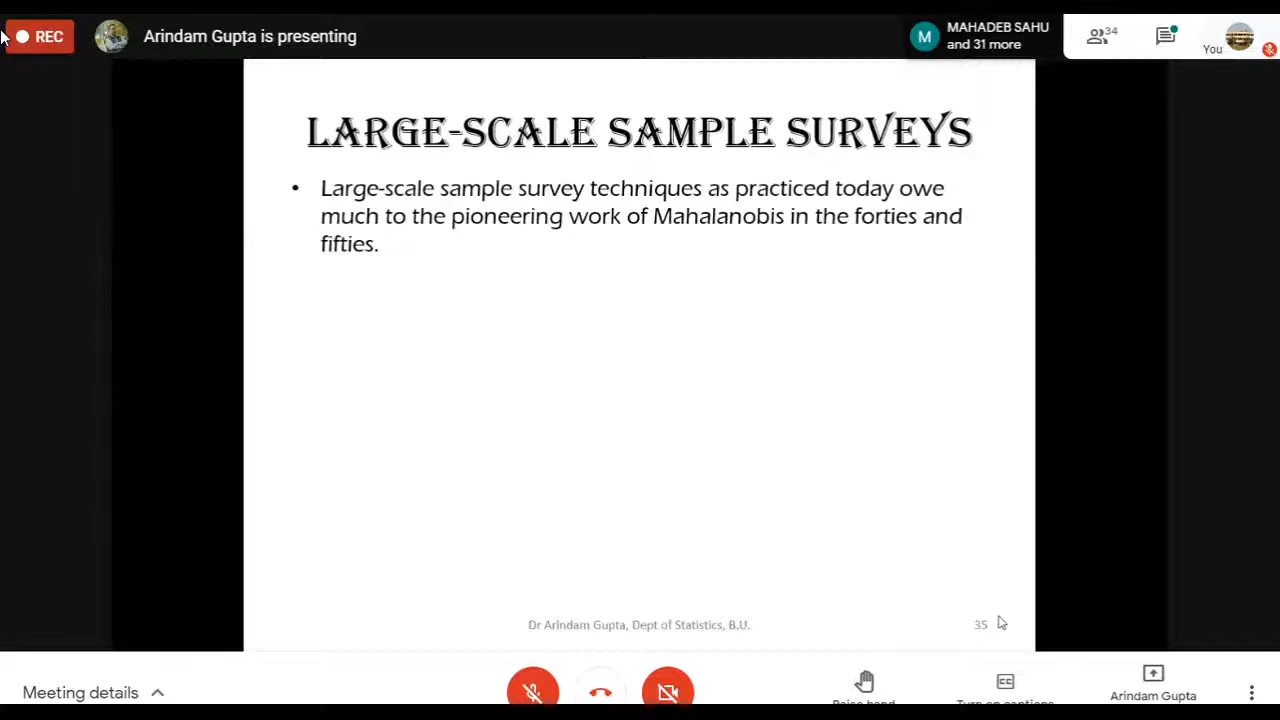 REC
Arindam Gupta is presenting
M
MAHADEB SAHU
and 31 more
34
You
LARGE-SCALE SAMPLE SURVEYS
• Large-scale sample survey techniques as practiced today owe
much to the pioneering work of Mahalanobis in the forties and
fifties.
Dr Arindam Gupta, Dept of Statistics, B.U.
35
Meeting details
Raise hand
CC
Turn on captions
Arindam Gupta